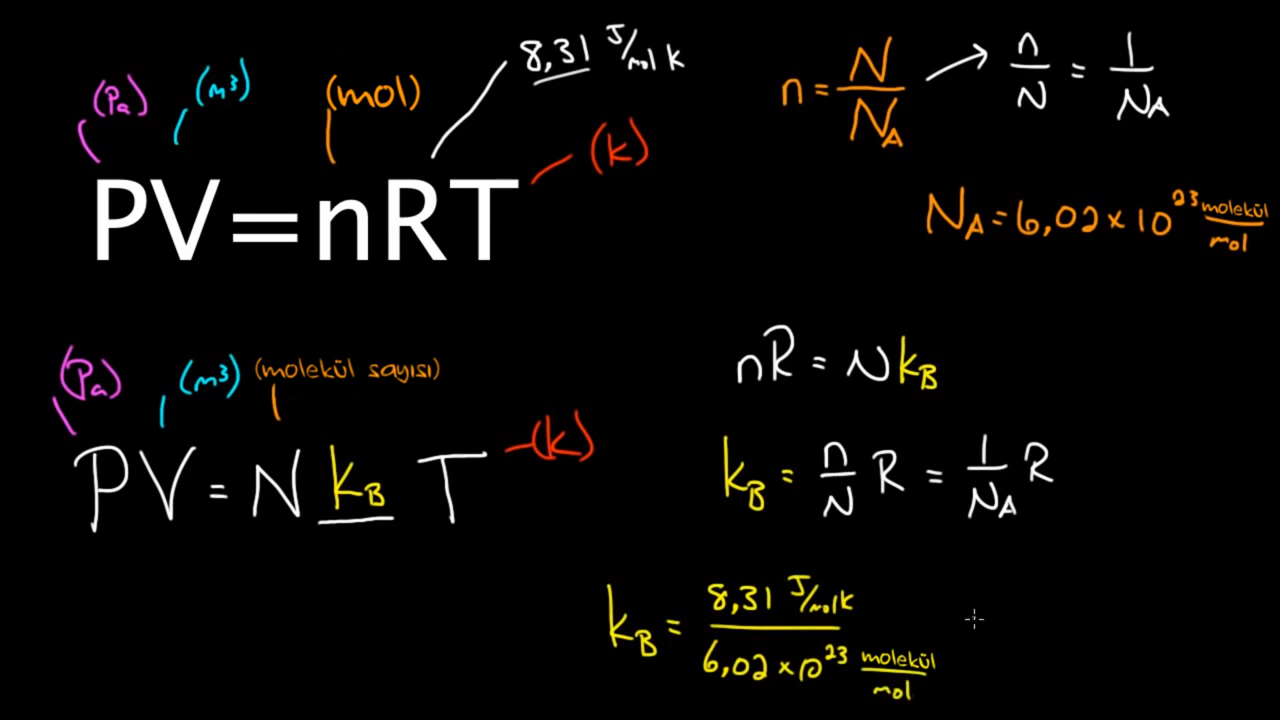 8,31 J/mol k
(Pa) (m³) (mol) (k)
PV=nRT
n = N/N_A → n/N = 1/N_A
N_A = 6,02 x 10²³ molekül/mol
(Pa) (m³) (molekül sayısı) (k)
PV = N k_B T
nR = N k_B
k_B = n/N R = 1/N_A R
k_B = 8,31 J/mol k / 6,02 x 10²³ molekül/mol